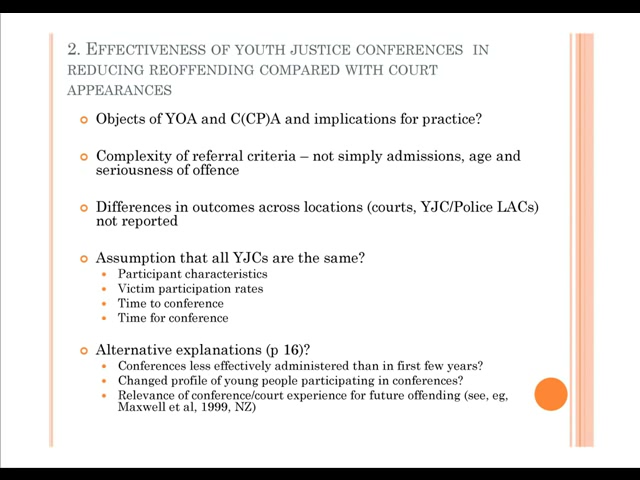 2. Effectiveness of youth justice conferences in
reducing reoffending compared with court
appearances
Objects of YOA and C(CP)A and implications for practice?
Complexity of referral criteria – not simply admissions, age and
seriousness of offence
Differences in outcomes across locations (courts, YJC/Police LACs)
not reported
Assumption that all YJCs are the same?
Participant characteristics
Victim participation rates
Time to conference
Time for conference
Alternative explanations (p 16)?
Conferences less effectively administered than in first few years?
Changed profile of young people participating in conferences?
Relevance of conference/court experience for future offending (see, eg,
Maxwell et al, 1999, NZ)